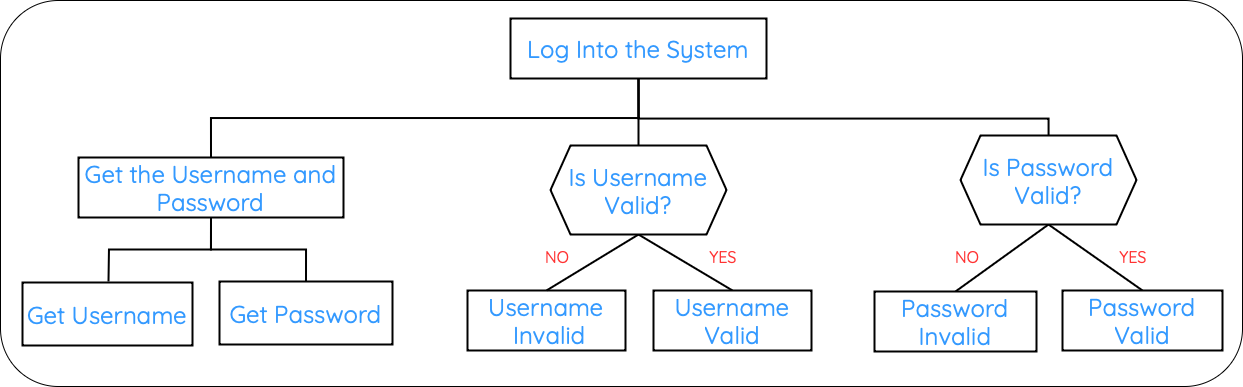 Log Into the System
Get the Username and
Password
Is Username
Valid?
Is Password
Valid?
NO
YES
NO
YES
Get Username
Get Password
Username
Invalid
Username
Valid
Password
Invalid
Password
Valid